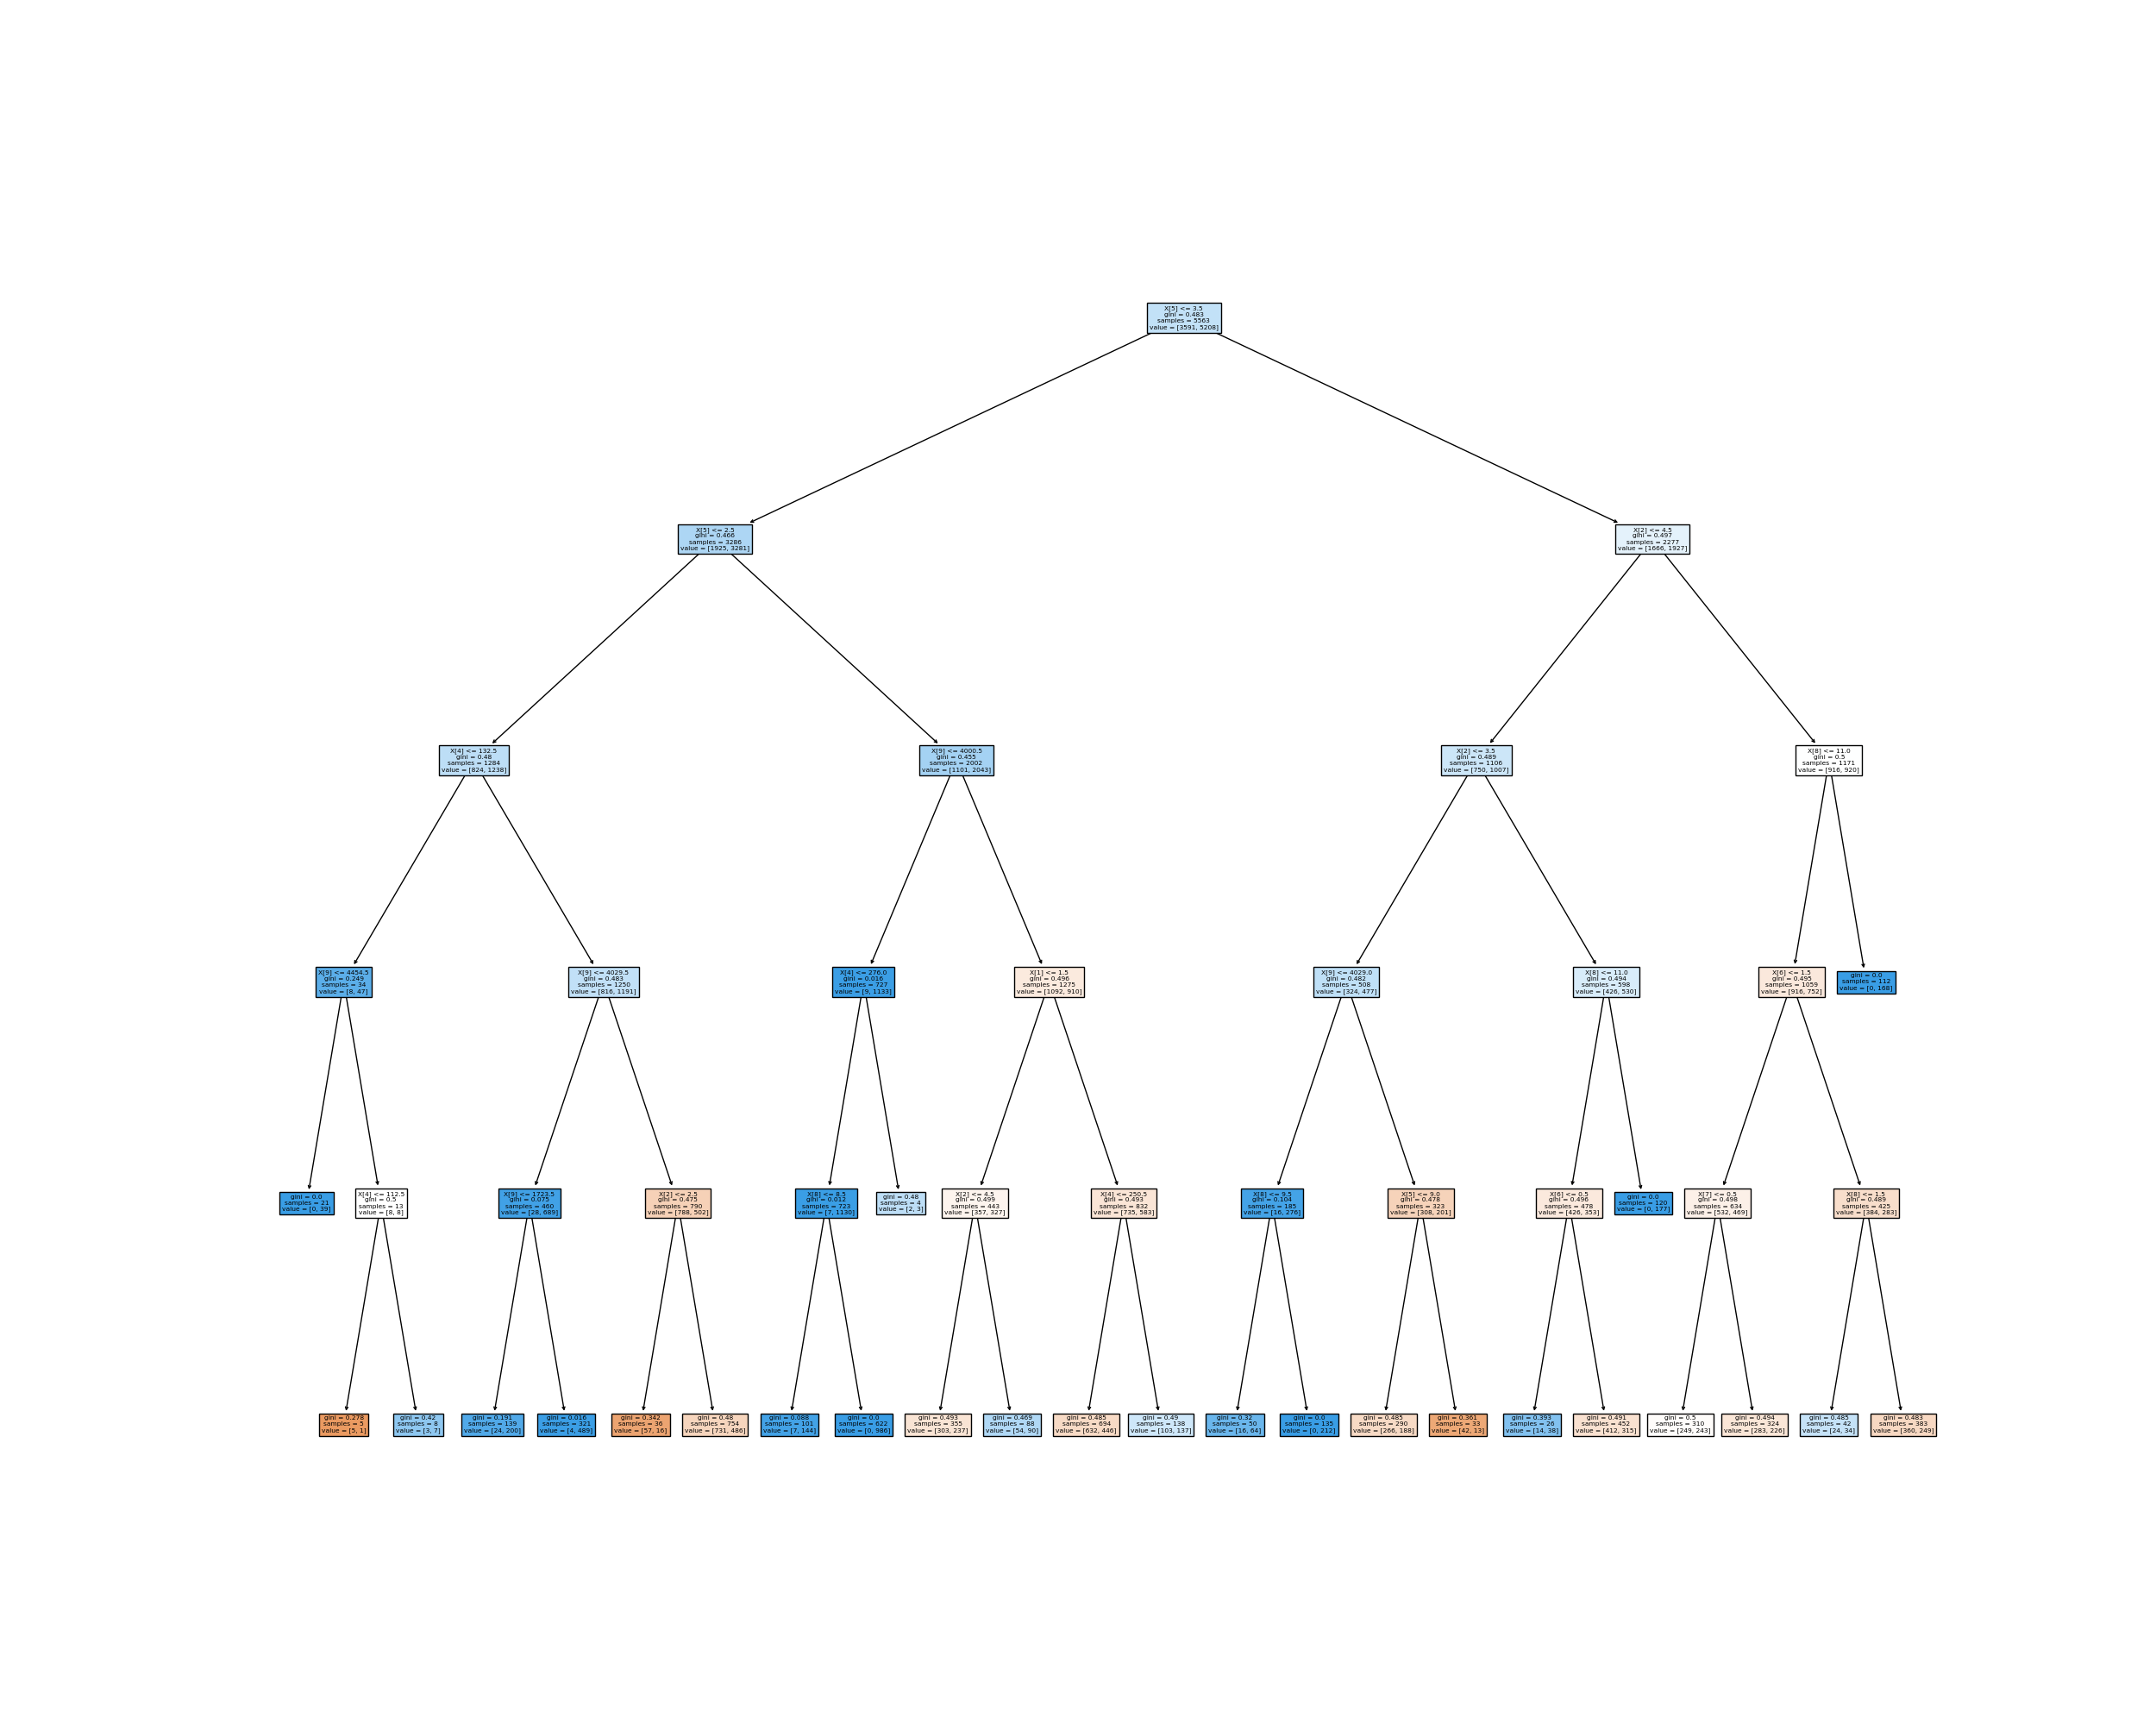 X[5] <= 3.5
gini = 0.483
samples = 5563
value = [3591, 5208]
X[5] <= 2.5
gini = 0.466
samples = 3286
value = [1925, 3281]
X[2] <= 4.5
gini = 0.497
samples = 2277
value = [1666, 1927]
X[4] <= 132.5
gini = 0.48
samples = 1284
value = [824, 1238]
X[9] <= 4000.5
gini = 0.455
samples = 2002
value = [1101, 2043]
X[2] <= 3.5
gini = 0.489
samples = 1106
value = [750, 1007]
X[8] <= 11.0
gini = 0.5
samples = 1171
value = [916, 920]
X[9] <= 4454.5
gini = 0.249
samples = 34
value = [8, 47]
X[9] <= 4029.5
gini = 0.483
samples = 1250
value = [816, 1191]
X[4] <= 276.0
gini = 0.016
samples = 727
value = [9, 1133]
X[1] <= 1.5
gini = 0.496
samples = 1275
value = [1092, 910]
X[9] <= 4029.0
gini = 0.482
samples = 508
value = [324, 477]
X[8] <= 11.0
gini = 0.494
samples = 598
value = [426, 530]
X[6] <= 1.5
gini = 0.495
samples = 1059
value = [916, 752]
gini = 0.0
samples = 112
value = [0, 168]
gini = 0.0
samples = 21
value = [0, 39]
X[4] <= 112.5
gini = 0.5
samples = 13
value = [8, 8]
X[9] <= 1723.5
gini = 0.075
samples = 460
value = [28, 689]
X[2] <= 2.5
gini = 0.475
samples = 790
value = [788, 502]
X[8] <= 8.5
gini = 0.012
samples = 723
value = [7, 1130]
gini = 0.48
samples = 4
value = [2, 3]
X[2] <= 4.5
gini = 0.499
samples = 443
value = [357, 327]
X[4] <= 250.5
gini = 0.493
samples = 832
value = [735, 583]
X[8] <= 9.5
gini = 0.104
samples = 185
value = [16, 276]
X[5] <= 9.0
gini = 0.478
samples = 323
value = [308, 201]
X[6] <= 0.5
gini = 0.496
samples = 478
value = [426, 353]
gini = 0.0
samples = 120
value = [0, 177]
X[7] <= 0.5
gini = 0.498
samples = 634
value = [532, 469]
X[8] <= 1.5
gini = 0.489
samples = 425
value = [384, 283]
gini = 0.278
samples = 5
value = [5, 1]
gini = 0.42
samples = 8
value = [3, 7]
gini = 0.191
samples = 139
value = [24, 200]
gini = 0.016
samples = 321
value = [4, 489]
gini = 0.342
samples = 36
value = [57, 16]
gini = 0.48
samples = 754
value = [731, 486]
gini = 0.088
samples = 101
value = [7, 144]
gini = 0.0
samples = 622
value = [0, 986]
gini = 0.493
samples = 355
value = [303, 237]
gini = 0.469
samples = 88
value = [54, 90]
gini = 0.485
samples = 694
value = [632, 446]
gini = 0.49
samples = 138
value = [103, 137]
gini = 0.32
samples = 50
value = [16, 64]
gini = 0.0
samples = 135
value = [0, 212]
gini = 0.485
samples = 290
value = [266, 188]
gini = 0.361
samples = 33
value = [42, 13]
gini = 0.393
samples = 26
value = [14, 38]
gini = 0.491
samples = 452
value = [412, 315]
gini = 0.5
samples = 310
value = [249, 243]
gini = 0.494
samples = 324
value = [283, 226]
gini = 0.485
samples = 42
value = [24, 34]
gini = 0.483
samples = 383
value = [360, 249]